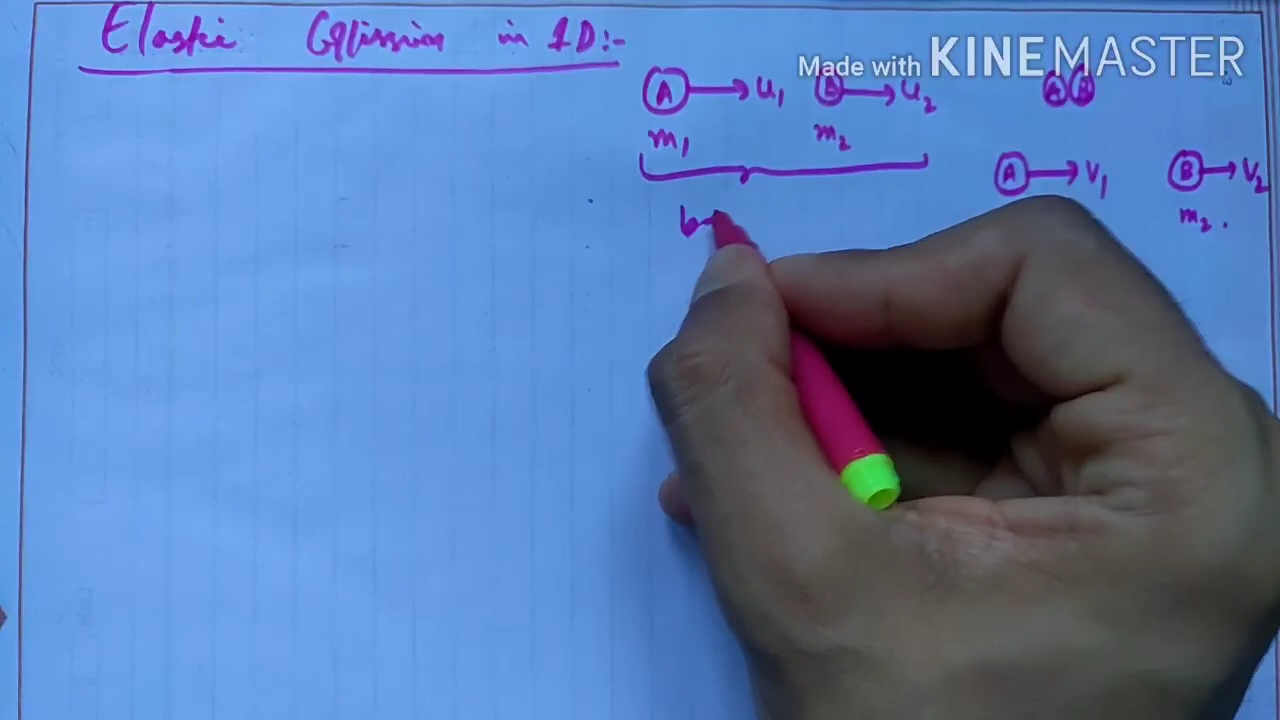 Elastic Collision in 1D:-
Made with KINEMASTER
A → u₁ B → u₂ A B
m₁ m₂
A → v₁ B → v₂
m₂.